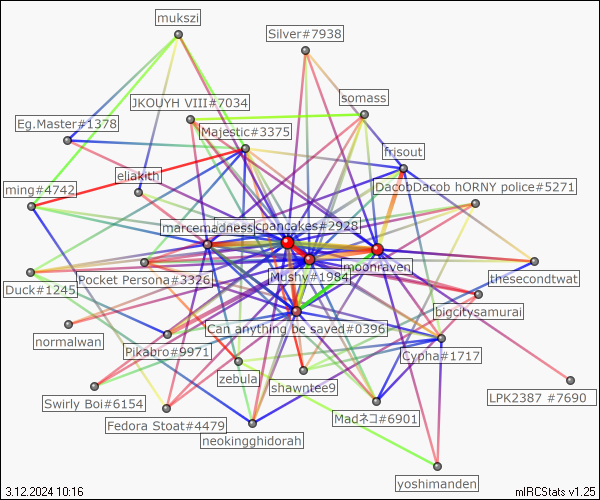 mukszi
Silver#7938
JKOUYH VIII#7034
somass
Eg.Master#1378
Majestic#3375
frisout
eliakith
DacobDacob hORNY police#5271
ming#4742
marcemadness
cpancakes#2928
moonraven
Mushy#1984
thesecondtwat
Duck#1245
Pocket Persona#3326
bigcitysamurai
normalwan
Can anything be saved#0396
Pikabro#9971
Cypha#1717
zebula
shawntee9
LPK2387 #7690
Swirly Boi#6154
Fedora Stoat#4479
Madネコ#6901
neokingghidorah
yoshimanden
3.12.2024 10:16
mIRCStats v1.25